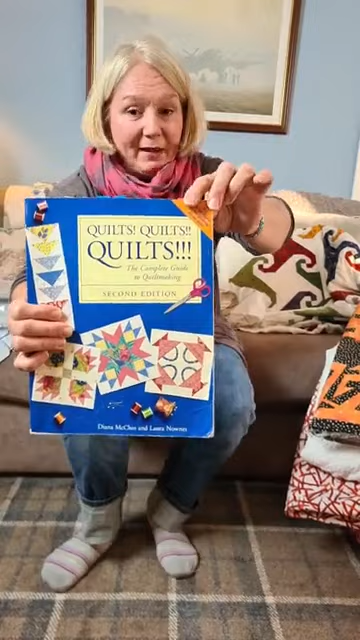 QUILTS! QUILTS!!
QUILTS!!!
The Complete Guide
to Quiltmaking
SECOND EDITION
Diana McClun and Laura Nownes